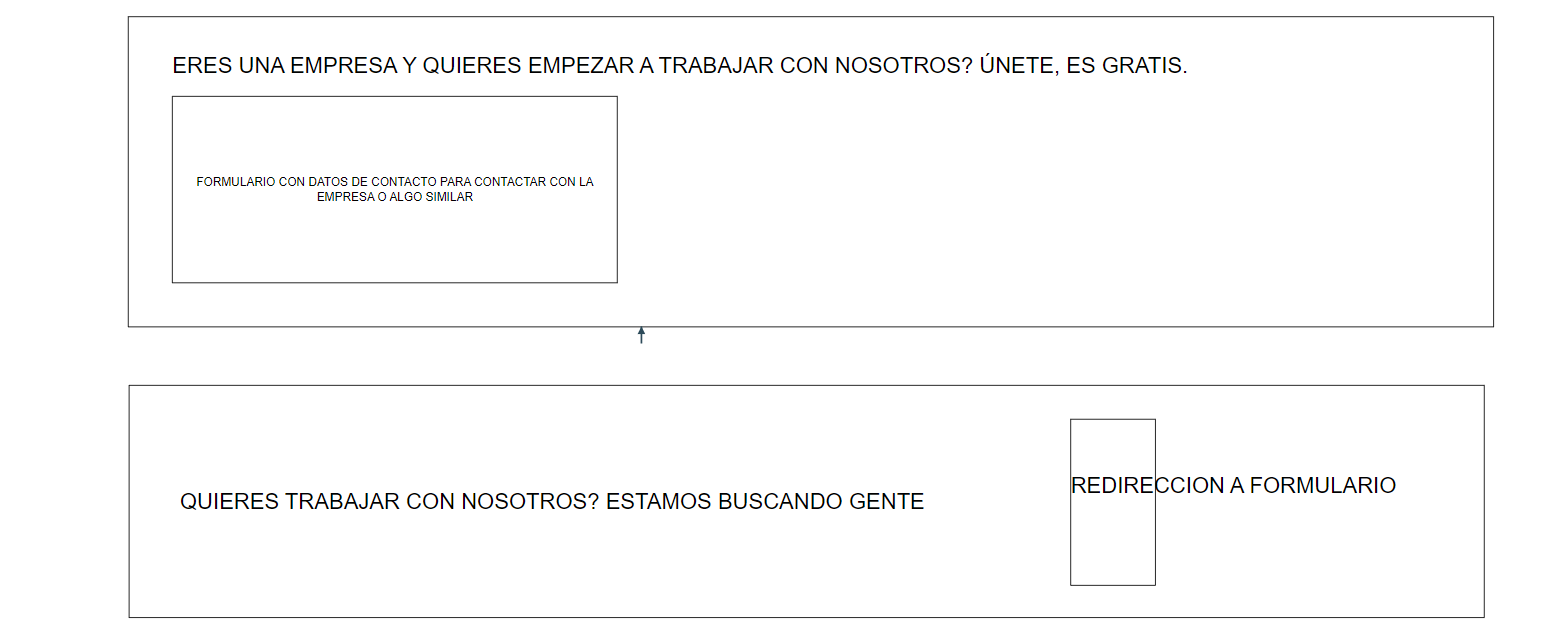 ERES UNA EMPRESA Y QUIERES EMPEZAR A TRABAJAR CON NOSOTROS? ÚNETE, ES GRATIS.
FORMULARIO CON DATOS DE CONTACTO PARA CONTACTAR CON LA
EMPRESA O ALGO SIMILAR
QUIERES TRABAJAR CON NOSOTROS? ESTAMOS BUSCANDO GENTE
REDIRECCION A FORMULARIO